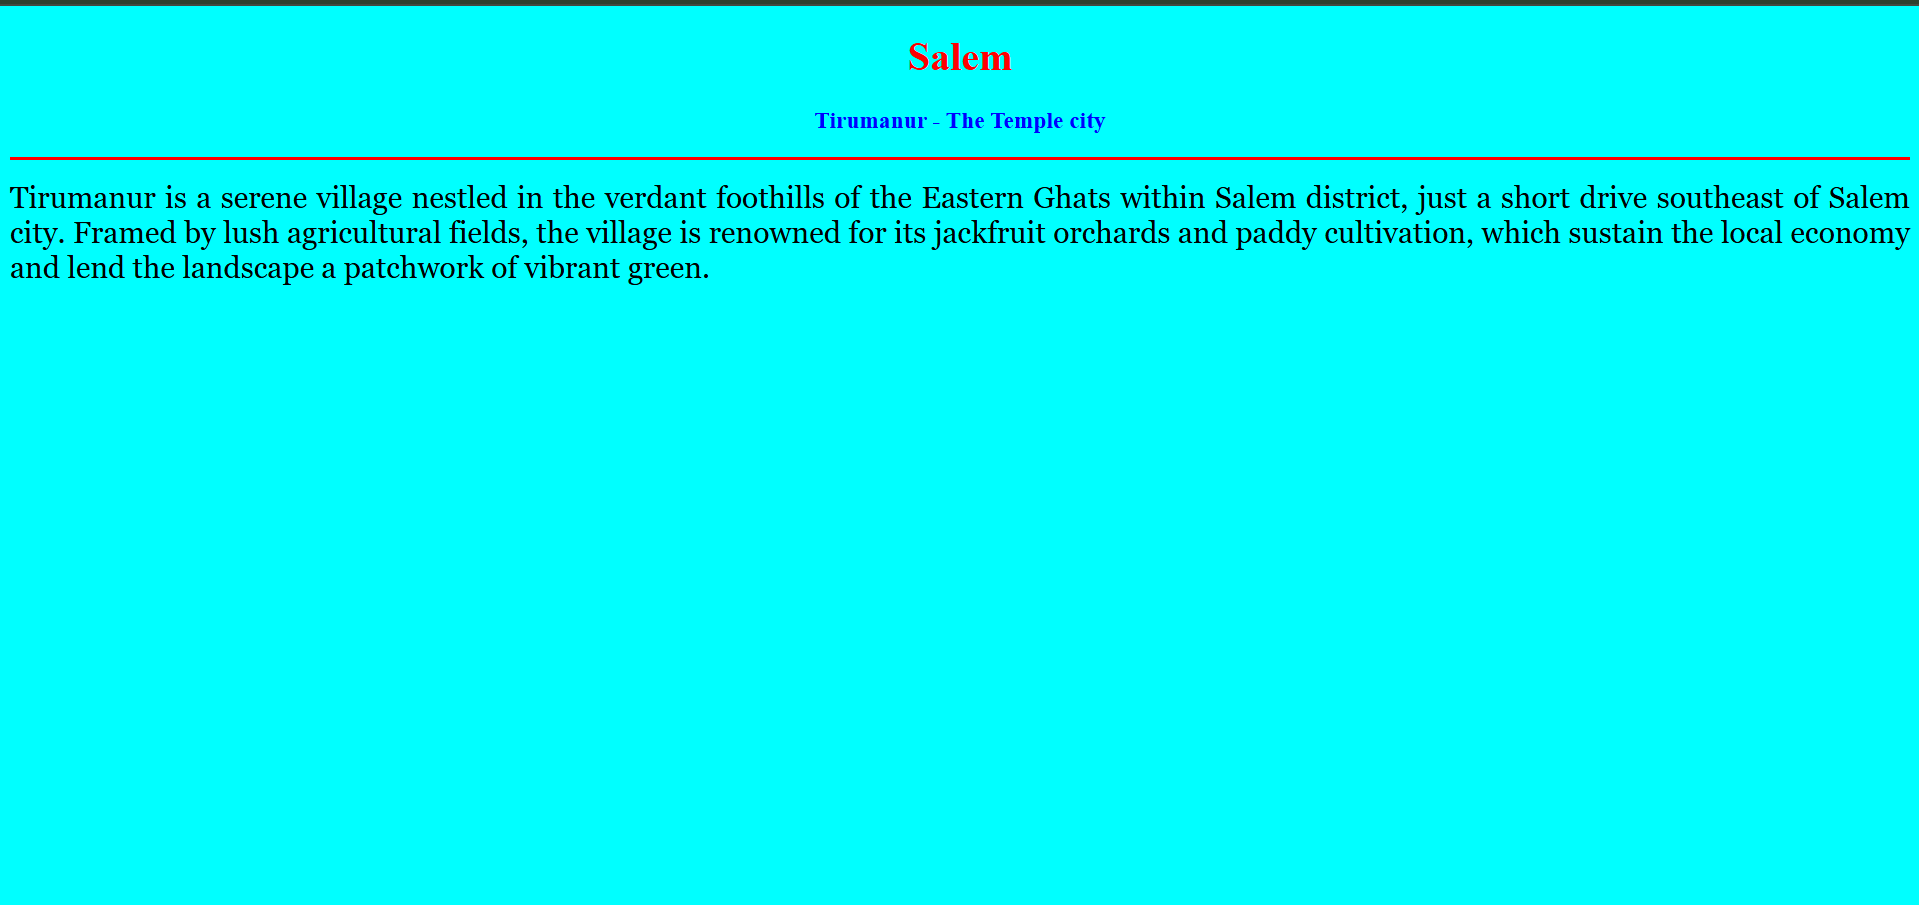 Salem
Tirumanur - The Temple city
Tirumanur is a serene village nestled in the verdant foothills of the Eastern Ghats within Salem district, just a short drive southeast of Salem
city. Framed by lush agricultural fields, the village is renowned for its jackfruit orchards and paddy cultivation, which sustain the local economy
and lend the landscape a patchwork of vibrant green.